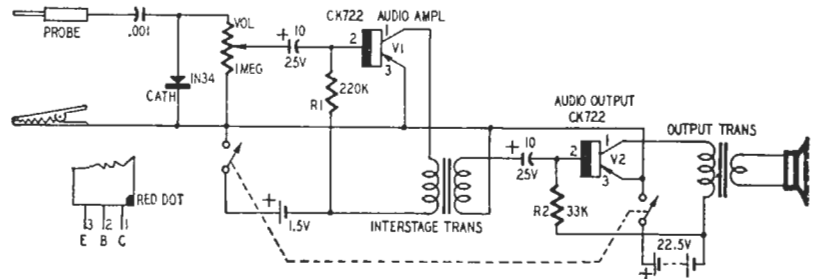 PROBE
.001
VOL
1 MEG
IN34
CATH
+
10
25V
CK722
AUDIO AMPL
2
1
V1
3
220K
R1
RED DOT
3 2 1
E B C
+
1.5V
INTERSTAGE TRANS
+
10
25V
AUDIO OUTPUT
CK722
2
1
V2
3
R2
33K
OUTPUT TRANS
22.5V
+